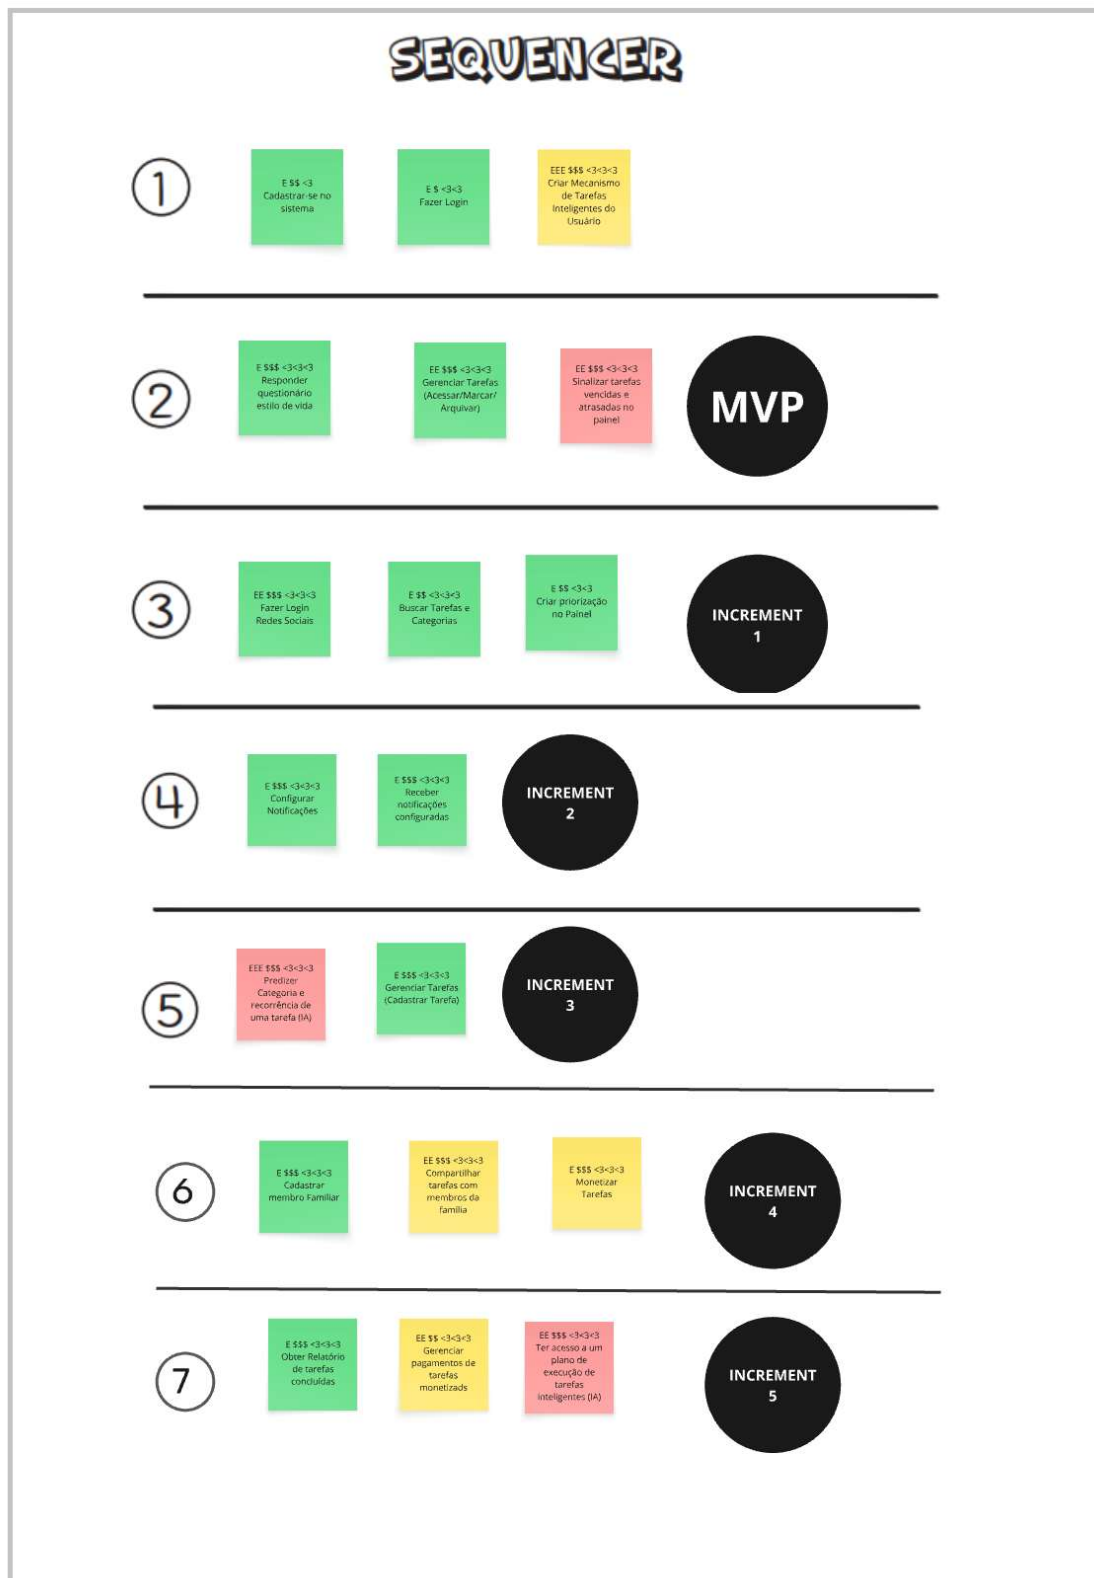 SEQUENCER
1
E $$ <3
Cadastrar-se no
sistema
E $ <3<3
Fazer Login
EEE $$$ <3<3<3
Criar Mecanismo
de Tarefas
Inteligentes do
Usuário
2
E $$$ <3<3<3
Responder
questionário
estilo de vida
EE $$$ <3<3<3
Gerenciar Tarefas
(Acessar/Marcar/
Arquivar)
EE $$$ <3<3<3
Sinalizar tarefas
vencidas e
atrasadas no
painel
MVP
3
EE $$$ <3<3<3
Fazer Login
Redes Sociais
E $$ <3<3<3
Buscar Tarefas e
Categorias
E $$ <3<3
Criar priorização
no Painel
INCREMENT
1
4
E $$$ <3<3<3
Configurar
Notificações
E $$$ <3<3<3
Receber
notificações
configuradas
INCREMENT
2
5
EEE $$$ <3<3<3
Predizer
Categoria e
recorrência de
uma tarefa (IA)
E $$$ <3<3<3
Gerenciar Tarefas
(Cadastrar Tarefa)
INCREMENT
3
6
E $$$ <3<3<3
Cadastrar
membro Familiar
EE $$$ <3<3<3
Compartilhar
tarefas com
membros da
família
E $$$ <3<3<3
Monetizar
Tarefas
INCREMENT
4
7
E $$$ <3<3<3
Obter Relatório
de tarefas
concluídas
EE $$ <3<3<3
Gerenciar
pagamentos de
tarefas
monetizads
EE $$$ <3<3<3
Ter acesso a um
plano de
execução de
tarefas
inteligentes (IA)
INCREMENT
5